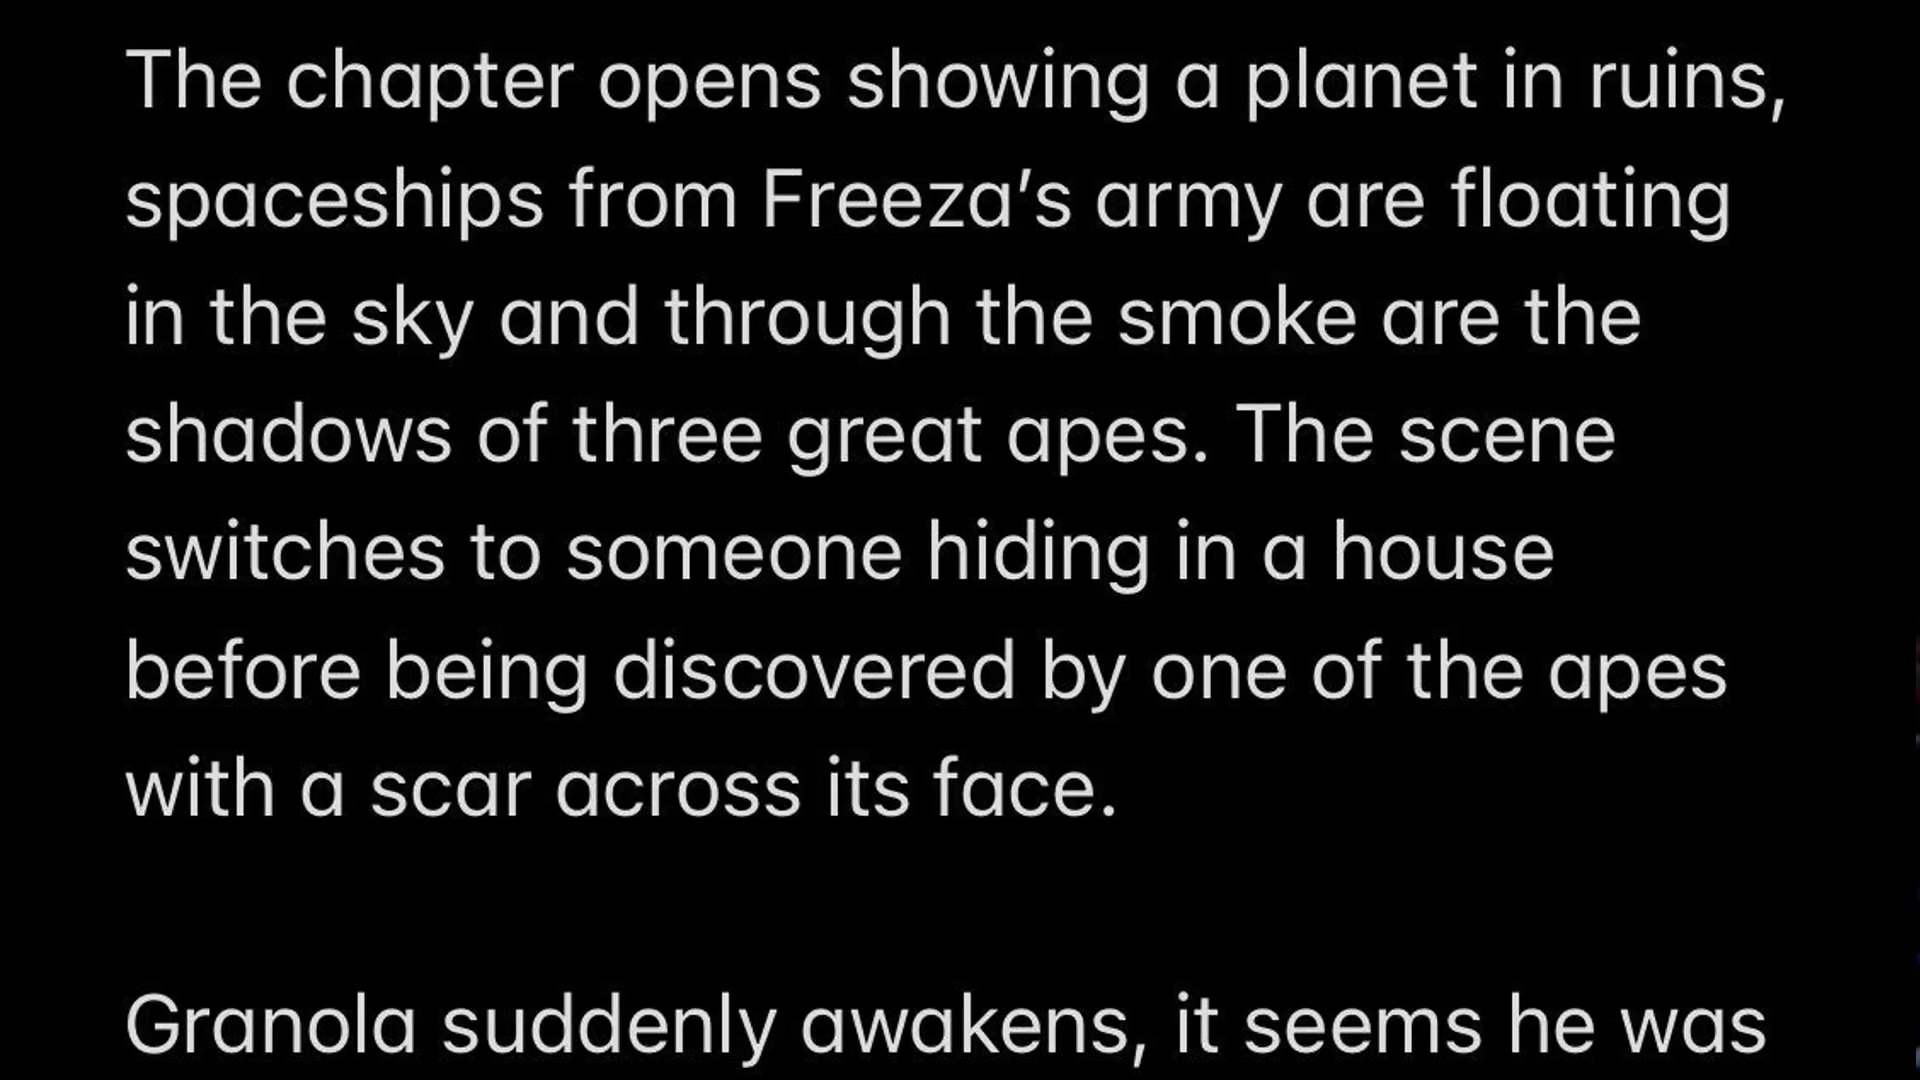 The chapter opens showing a planet in ruins,
spaceships from Freeza’s army are floating
in the sky and through the smoke are the
shadows of three great apes. The scene
switches to someone hiding in a house
before being discovered by one of the apes
with a scar across its face.
Granola suddenly awakens, it seems he was